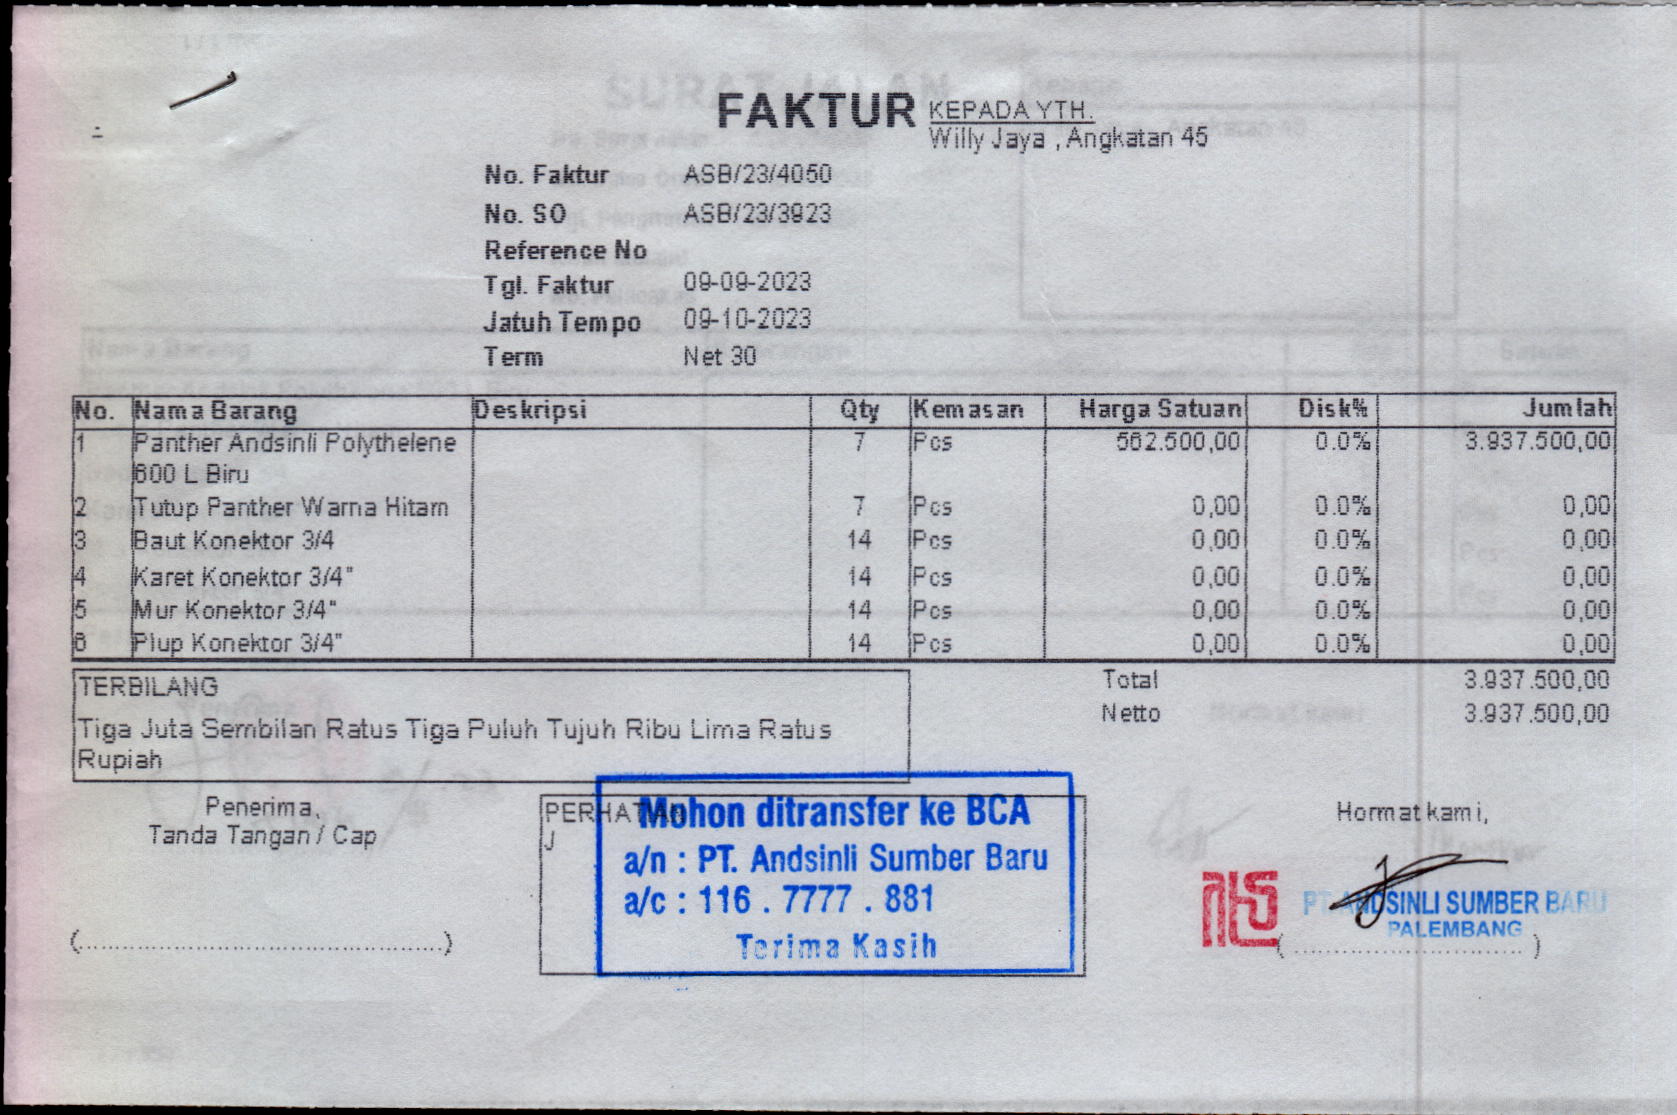 FAKTUR
KEPADA YTH.
Willy Jaya , Angkatan 45
No. Faktur ASB/23/4050
No. SO ASB/23/3923
Reference No
Tgl. Faktur 09-09-2023
Jatuh Tempo 09-10-2023
Term Net 30
No. Nama Barang Deskripsi Qty Kemasan Harga Satuan Disk% Jumlah
1 Panther Andsinli Polythelene 7 Pcs 562.500,00 0.0% 3.937.500,00
600 L Biru
2 Tutup Panther Warna Hitam 7 Pcs 0,00 0.0% 0,00
3 Baut Konektor 3/4 14 Pcs 0,00 0.0% 0,00
4 Karet Konektor 3/4" 14 Pcs 0,00 0.0% 0,00
5 Mur Konektor 3/4" 14 Pcs 0,00 0.0% 0,00
6 Plup Konektor 3/4" 14 Pcs 0,00 0.0% 0,00
Total 3.937.500,00
Netto 3.937.500,00
TERBILANG
Tiga Juta Sembilan Ratus Tiga Puluh Tujuh Ribu Lima Ratus
Rupiah
Penerima,
Tanda Tangan / Cap
(............................................)
PERHATIAN
J
Mohon ditransfer ke BCA
a/n : PT. Andsinli Sumber Baru
a/c : 116 . 7777 . 881
Terima Kasih
Hormat kami,
PT ANDSINLI SUMBER BARU
PALEMBANG
(............................)